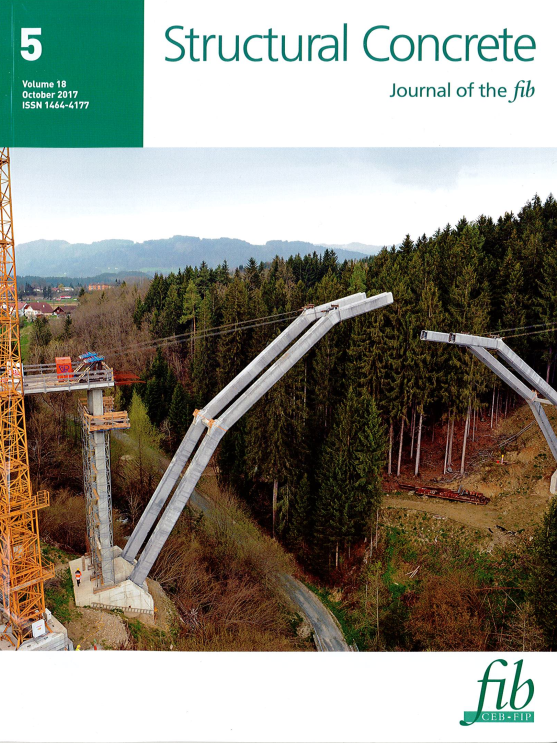 5
Volume 18
October 2017
ISSN 1464-4177
Structural Concrete
Journal of the fib
fib
CEB-FIP